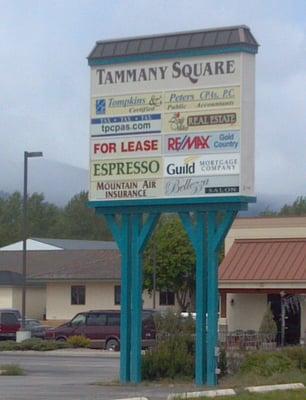 TAMMANY SQUARE
Tompkins & Peters CPAs, P.C
Certified Public Accountants
TAX • TAX • TAX
tpcpas.com
REAL ESTATE
FOR LEASE
RE/MAX Gold Country
ESPRESSO
Guild MORTGAGE COMPANY
MOUNTAIN AIR INSURANCE
Bellezza SALON